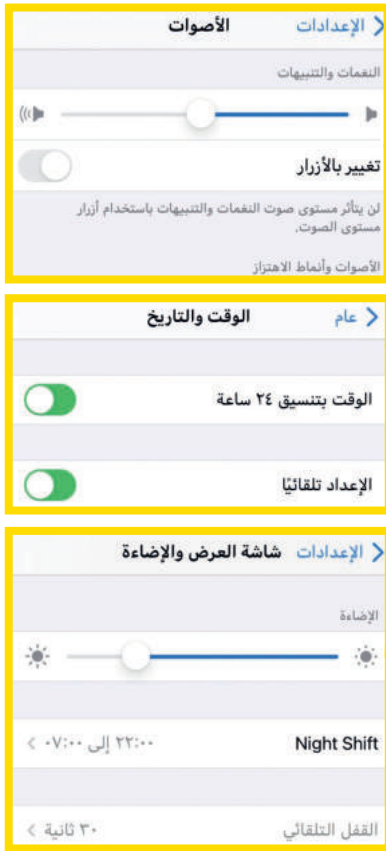 الإعدادات
الأصوات
النغمات والتنبيهات
تغيير بالأزرار
لن يتأثر مستوى صوت النغمات والتنبيهات باستخدام أزرار
مستوى الصوت.
الأصوات وأنماط الاهتزاز
عام
الوقت والتاريخ
الوقت بتنسيق ٢٤ ساعة
الإعداد تلقائيًا
الإعدادات
شاشة العرض والإضاءة
الإضاءة
Night Shift
٢٢:٠٠ إلى ٠٧:٠٠
القفل التلقائي
٣٠ ثانية